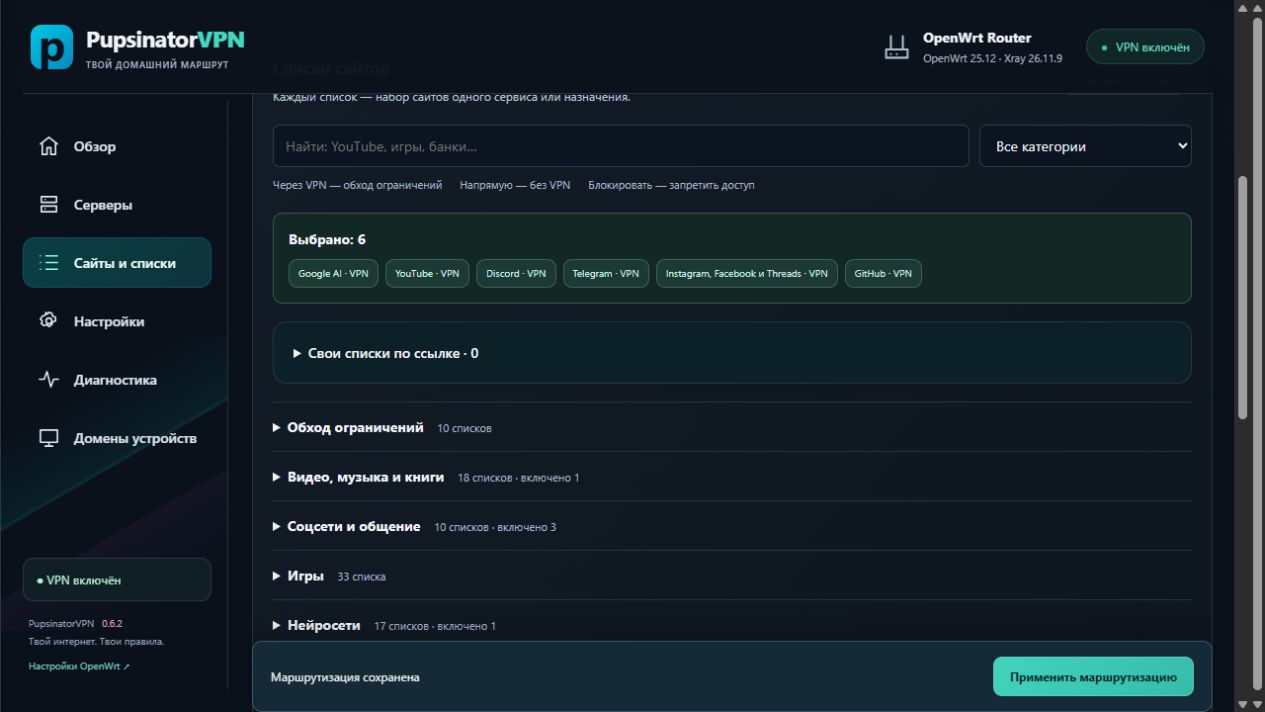 PupsinatorVPN
ТВОЙ ДОМАШНИЙ МАРШРУТ
OpenWrt Router
OpenWrt 25.12 · Xray 26.11.9
VPN включён
Обзор
Серверы
Сайты и списки
Настройки
Диагностика
Домены устройств
VPN включён
PupsinatorVPN 0.6.2
Твой интернет. Твои правила.
Настройки OpenWrt ↗
Списки сайтов
Каждый список — набор сайтов одного сервиса или назначения.
Найти: YouTube, игры, банки...
Все категории
Через VPN — обход ограничений Напрямую — без VPN Блокировать — запретить доступ
Выбрано: 6
Google AI · VPN YouTube · VPN Discord · VPN Telegram · VPN Instagram, Facebook и Threads · VPN GitHub · VPN
Свои списки по ссылке · 0
Обход ограничений 10 списков
Видео, музыка и книги 18 списков · включено 1
Соцсети и общение 10 списков · включено 3
Игры 33 списка
Нейросети 17 списков · включено 1
Маршрутизация сохранена
Применить маршрутизацию